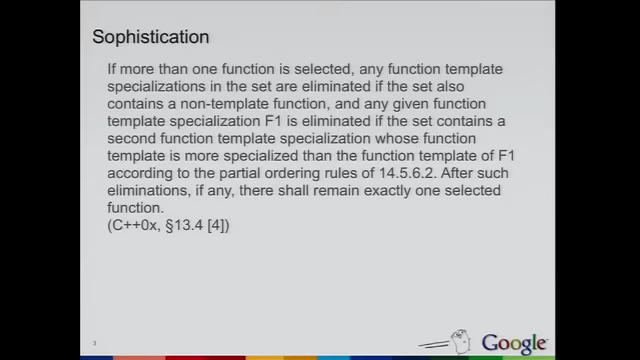 Sophistication
If more than one function is selected, any function template
specializations in the set are eliminated if the set also
contains a non-template function, and any given function
template specialization F1 is eliminated if the set contains a
second function template specialization whose function
template is more specialized than the function template of F1
according to the partial ordering rules of 14.5.6.2. After such
eliminations, if any, there shall remain exactly one selected
function.
(C++0x, §13.4 [4])
3
Google